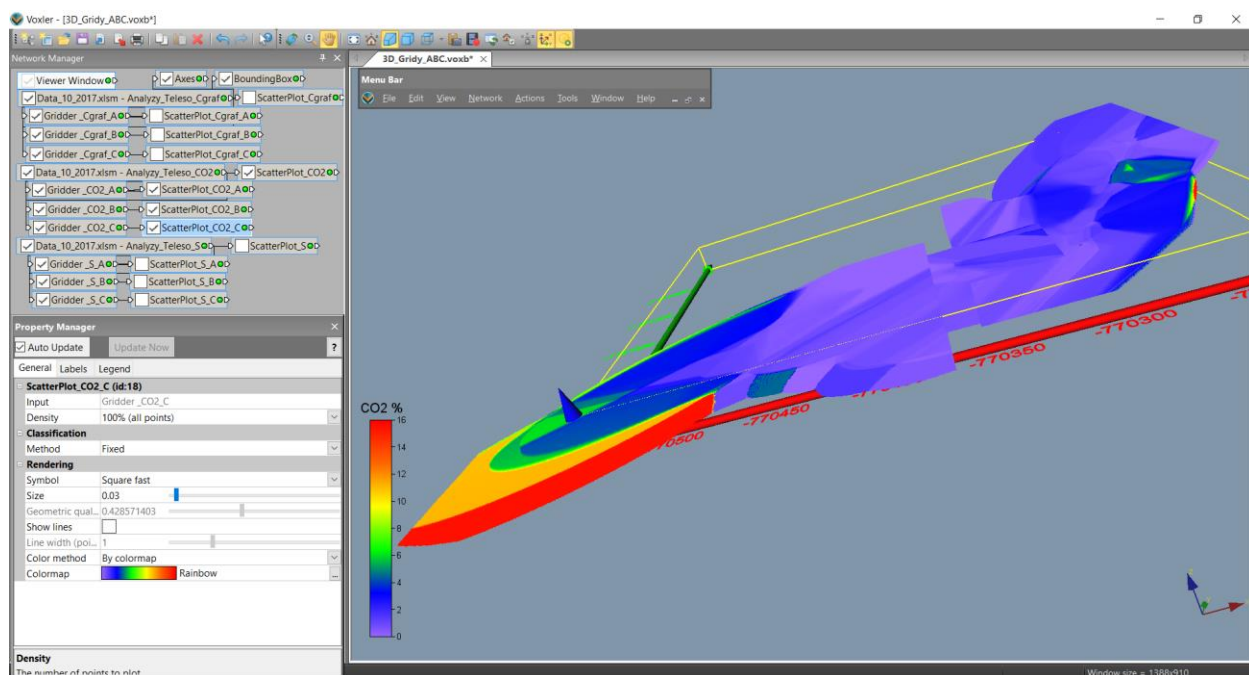 Voxler - [3D_Gridy_ABC.voxb*]
Network Manager
Viewer Window
Axes
BoundingBox
Data_10_2017.xlsm - Analyzy_Teleso_Cgraf
ScatterPlot_Cgraf
Gridder _Cgraf_A
ScatterPlot_Cgraf_A
Gridder _Cgraf_B
ScatterPlot_Cgraf_B
Gridder _Cgraf_C
ScatterPlot_Cgraf_C
Data_10_2017.xlsm - Analyzy_Teleso_CO2
ScatterPlot_CO2
Gridder _CO2_A
ScatterPlot_CO2_A
Gridder _CO2_B
ScatterPlot_CO2_B
Gridder _CO2_C
ScatterPlot_CO2_C
Data_10_2017.xlsm - Analyzy_Teleso_S
ScatterPlot_S
Gridder _S_A
ScatterPlot_S_A
Gridder _S_B
ScatterPlot_S_B
Gridder _S_C
ScatterPlot_S_C
Property Manager
Auto Update
Update Now
?
General Labels Legend
ScatterPlot_CO2_C (id:18)
Input Gridder _CO2_C
Density 100% (all points)
Classification
Method Fixed
Rendering
Symbol Square fast
Size 0.03
Geometric qual... 0.428571403
Show lines
Line width (poi... 1
Color method By colormap
Colormap Rainbow
Density
The number of points to plot
3D_Gridy_ABC.voxb*
Menu Bar
File Edit View Network Actions Tools Window Help
CO2 %
16
14
12
10
8
6
4
2
0
-770450
-770350
-770300
Window size = 1388x910